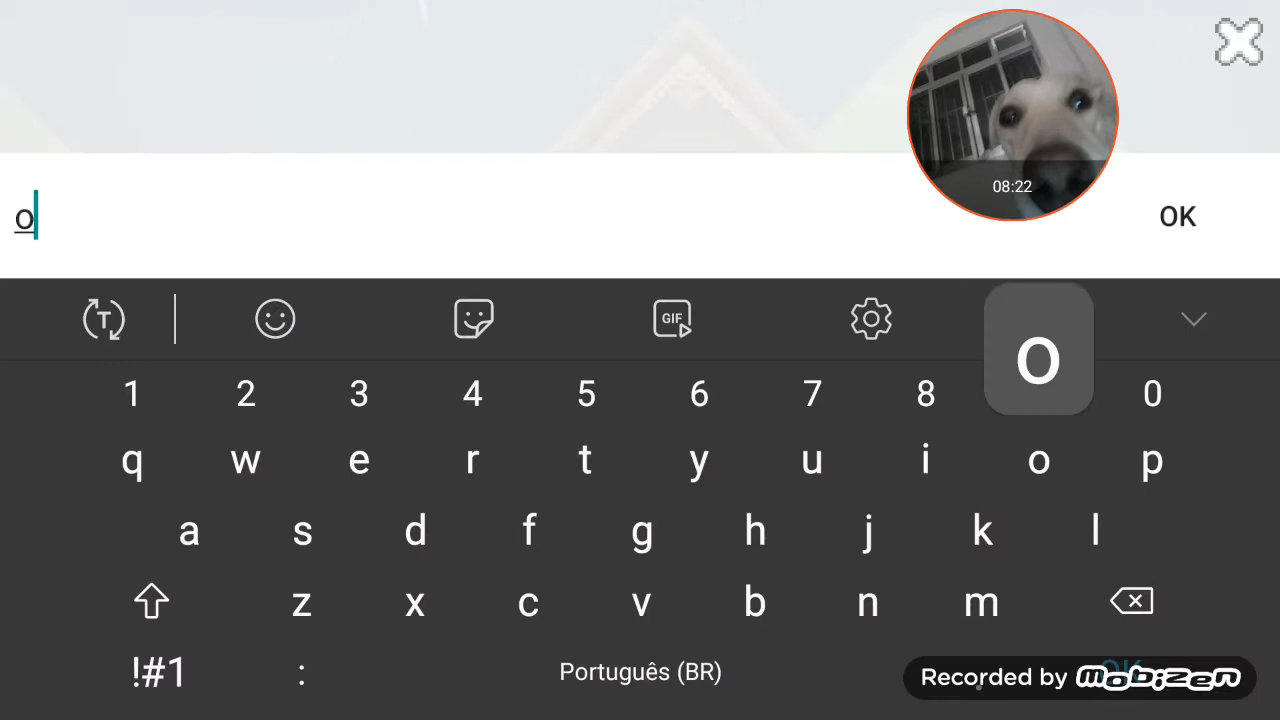 08:22
o
OK
T
GIF
o
1 2 3 4 5 6 7 8 0
q w e r t y u i o p
a s d f g h j k l
z x c v b n m
!#1 : Português (BR) OK
Recorded by mobizen